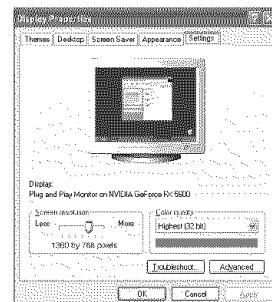 Display Properties
Themes Desktop Screen Saver Appearance Settings
Display:
Plug and Play Monitor on NVIDIA GeForce FX 5600
Screen resolution Color quality
Less More Highest (32 bit)
1360 by 768 pixels
Troubleshoot... Advanced
OK Cancel Apply